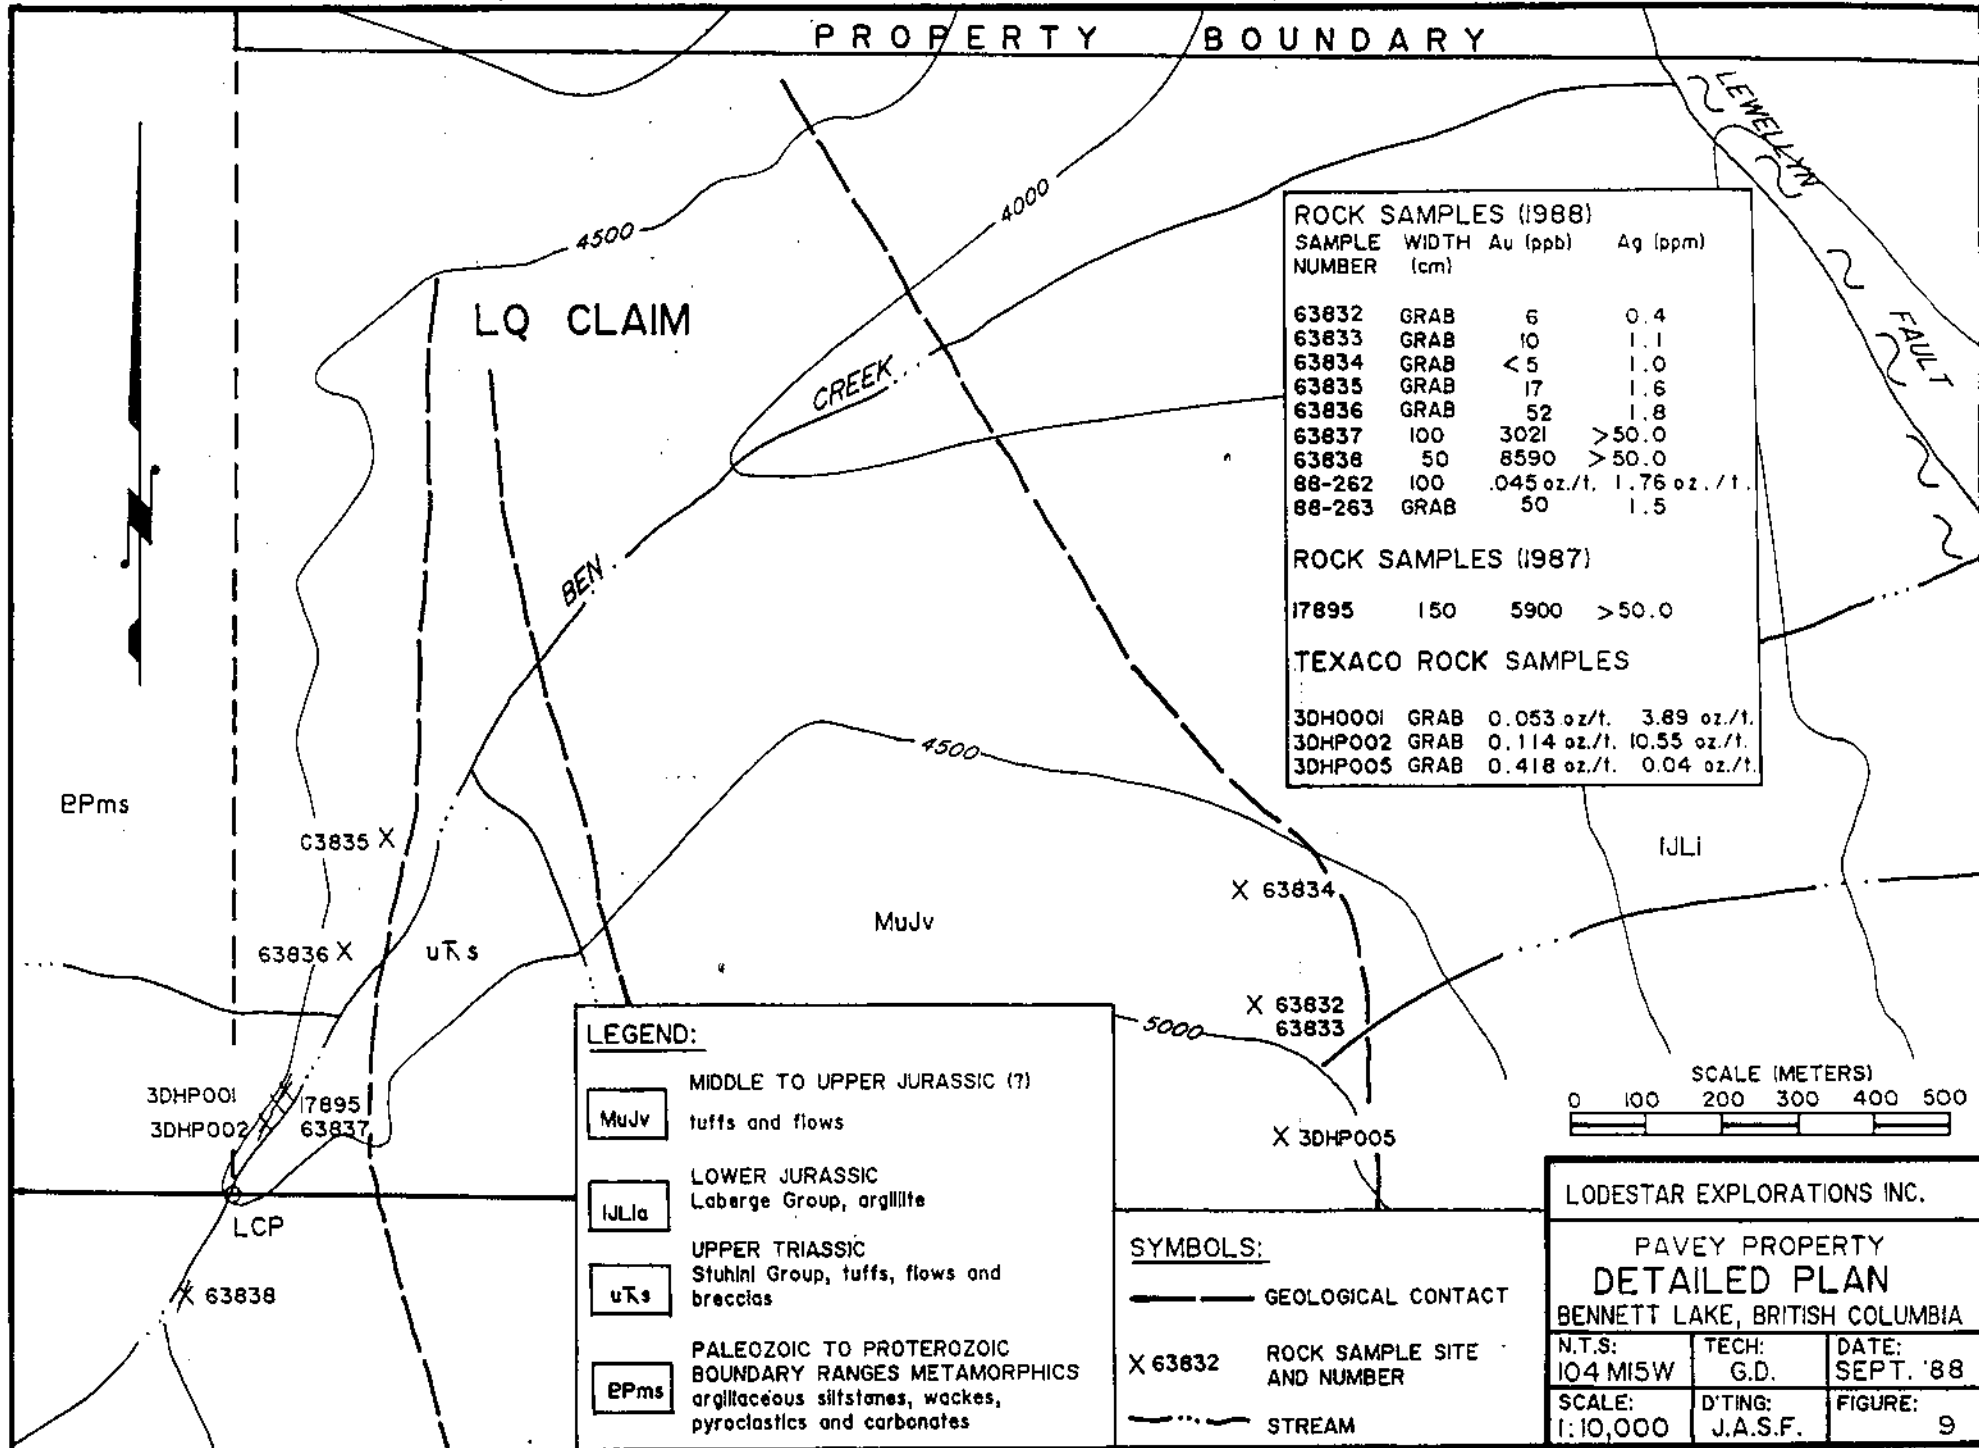 PROPERTY BOUNDARY
LEWELLYN
FAULT
4000
4500
LQ CLAIM
CREEK
BEN
ROCK SAMPLES (1988)
SAMPLE WIDTH Au (ppb) Ag (ppm)
NUMBER (cm)
63832 GRAB 6 0.4
63833 GRAB 10 1.1
63834 GRAB <5 1.0
63835 GRAB 17 1.6
63836 GRAB 52 1.8
63837 100 3021 >50.0
63838 50 8590 >50.0
88-262 100 .045 oz./t. 1.76 oz./t.
88-263 GRAB 50 1.5
ROCK SAMPLES (1987)
17895 150 5900 >50.0
TEXACO ROCK SAMPLES
3DH0001 GRAB 0.053 oz/t. 3.89 oz./t.
3DHP002 GRAB 0.114 oz./t. 10.55 oz./t.
3DHP005 GRAB 0.418 oz./t. 0.04 oz./t.
4500
ҼPms
C3835 X
IJLi
X 63834
MuJv
63836 X
uTRs
X 63832
63833
5000
3DHP001
17895
3DHP002
63837
X 3DHP005
LCP
X 63838
LEGEND:
MuJv
MIDDLE TO UPPER JURASSIC (?)
tuffs and flows
IJLIa
LOWER JURASSIC
Laberge Group, argillite
uTRs
UPPER TRIASSIC
Stuhini Group, tuffs, flows and
breccias
ҼPms
PALEOZOIC TO PROTEROZOIC
BOUNDARY RANGES METAMORPHICS
argillaceous siltstones, wackes,
pyroclastics and carbonates
SYMBOLS:
GEOLOGICAL CONTACT
X 63832 ROCK SAMPLE SITE
AND NUMBER
STREAM
SCALE (METERS)
0 100 200 300 400 500
LODESTAR EXPLORATIONS INC.
PAVEY PROPERTY
DETAILED PLAN
BENNETT LAKE, BRITISH COLUMBIA
N.T.S: TECH: DATE:
104 M15W G.D. SEPT. '88
SCALE: D'TING: FIGURE:
1:10,000 J.A.S.F. 9